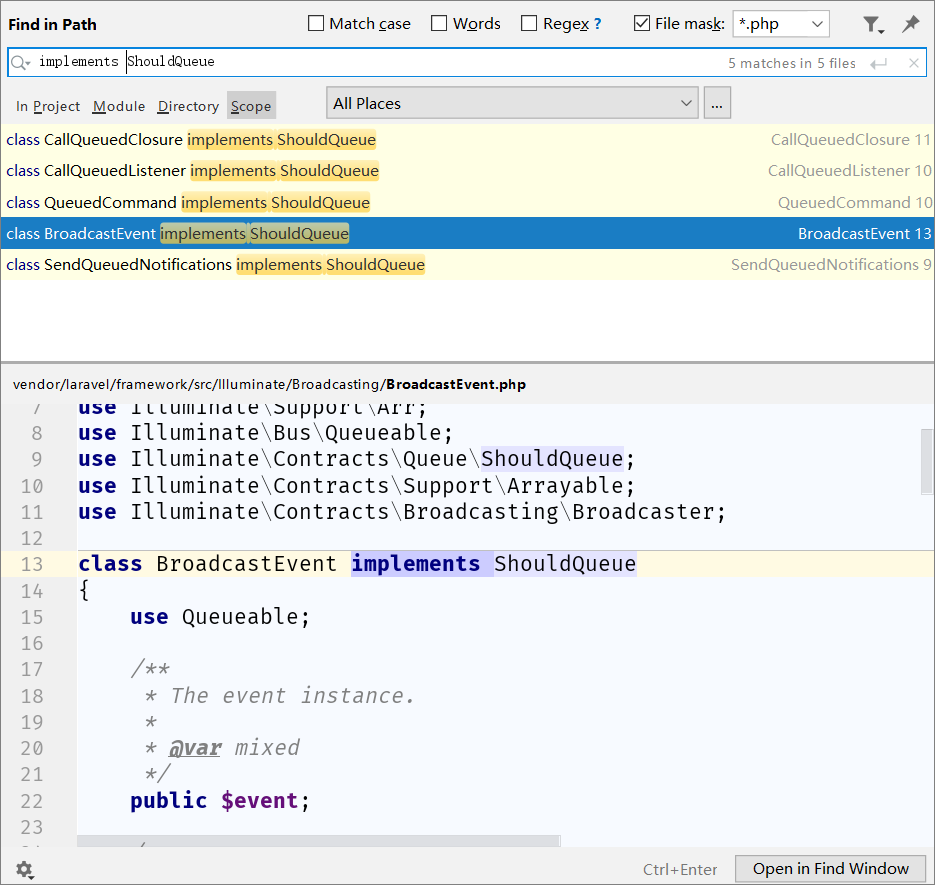 Find in Path Match case Words Regex ? File mask: *.php
implements ShouldQueue 5 matches in 5 files
In Project Module Directory Scope All Places ...
class CallQueuedClosure implements ShouldQueue CallQueuedClosure 11
class CallQueuedListener implements ShouldQueue CallQueuedListener 10
class QueuedCommand implements ShouldQueue QueuedCommand 10
class BroadcastEvent implements ShouldQueue BroadcastEvent 13
class SendQueuedNotifications implements ShouldQueue SendQueuedNotifications 9
vendor/laravel/framework/src/Illuminate/Broadcasting/BroadcastEvent.php
7 use Illuminate\Support\Arr;
8 use Illuminate\Bus\Queueable;
9 use Illuminate\Contracts\Queue\ShouldQueue;
10 use Illuminate\Contracts\Support\Arrayable;
11 use Illuminate\Contracts\Broadcasting\Broadcaster;
12
13 class BroadcastEvent implements ShouldQueue
14 {
15 use Queueable;
16
17 /**
18 * The event instance.
19 *
20 * @var mixed
21 */
22 public $event;
23
Ctrl+Enter Open in Find Window